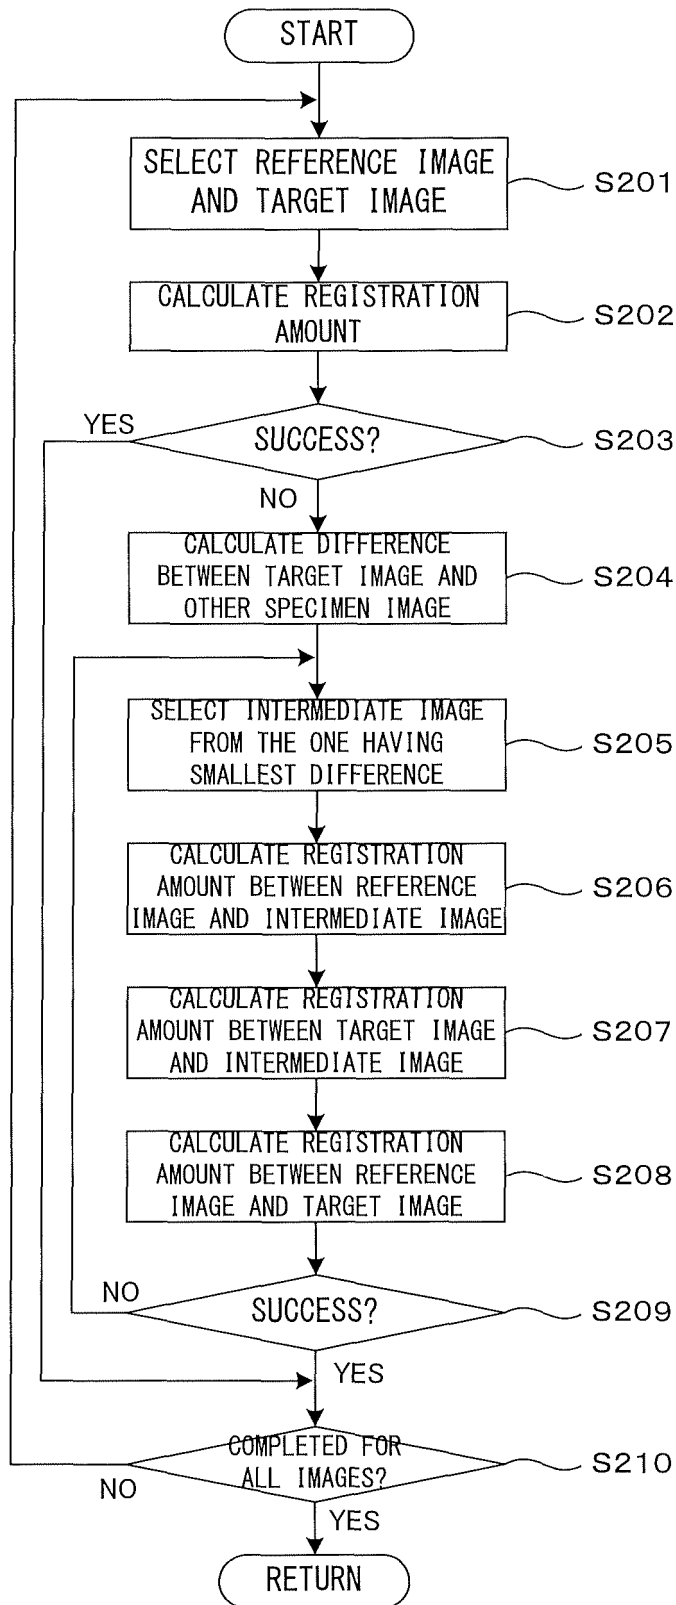 START
SELECT REFERENCE IMAGE
AND TARGET IMAGE
S201
CALCULATE REGISTRATION
AMOUNT
S202
YES
SUCCESS?
S203
NO
CALCULATE DIFFERENCE
BETWEEN TARGET IMAGE AND
OTHER SPECIMEN IMAGE
S204
SELECT INTERMEDIATE IMAGE
FROM THE ONE HAVING
SMALLEST DIFFERENCE
S205
CALCULATE REGISTRATION
AMOUNT BETWEEN REFERENCE
IMAGE AND INTERMEDIATE IMAGE
S206
CALCULATE REGISTRATION
AMOUNT BETWEEN TARGET IMAGE
AND INTERMEDIATE IMAGE
S207
CALCULATE REGISTRATION
AMOUNT BETWEEN REFERENCE
IMAGE AND TARGET IMAGE
S208
NO
SUCCESS?
S209
YES
COMPLETED FOR
ALL IMAGES?
S210
NO
YES
RETURN